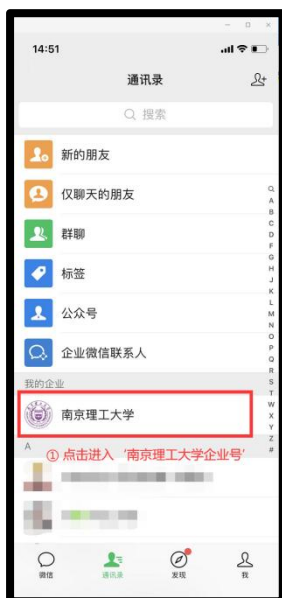 14:51
通讯录
搜索
新的朋友
仅聊天的朋友
群聊
标签
公众号
企业微信联系人
我的企业
南京理工大学
A
① 点击进入‘南京理工大学企业号’
Q
A
B
C
D
F
G
H
J
K
L
M
N
O
P
Q
R
S
T
W
X
Y
Z
#
微信
通讯录
发现
我